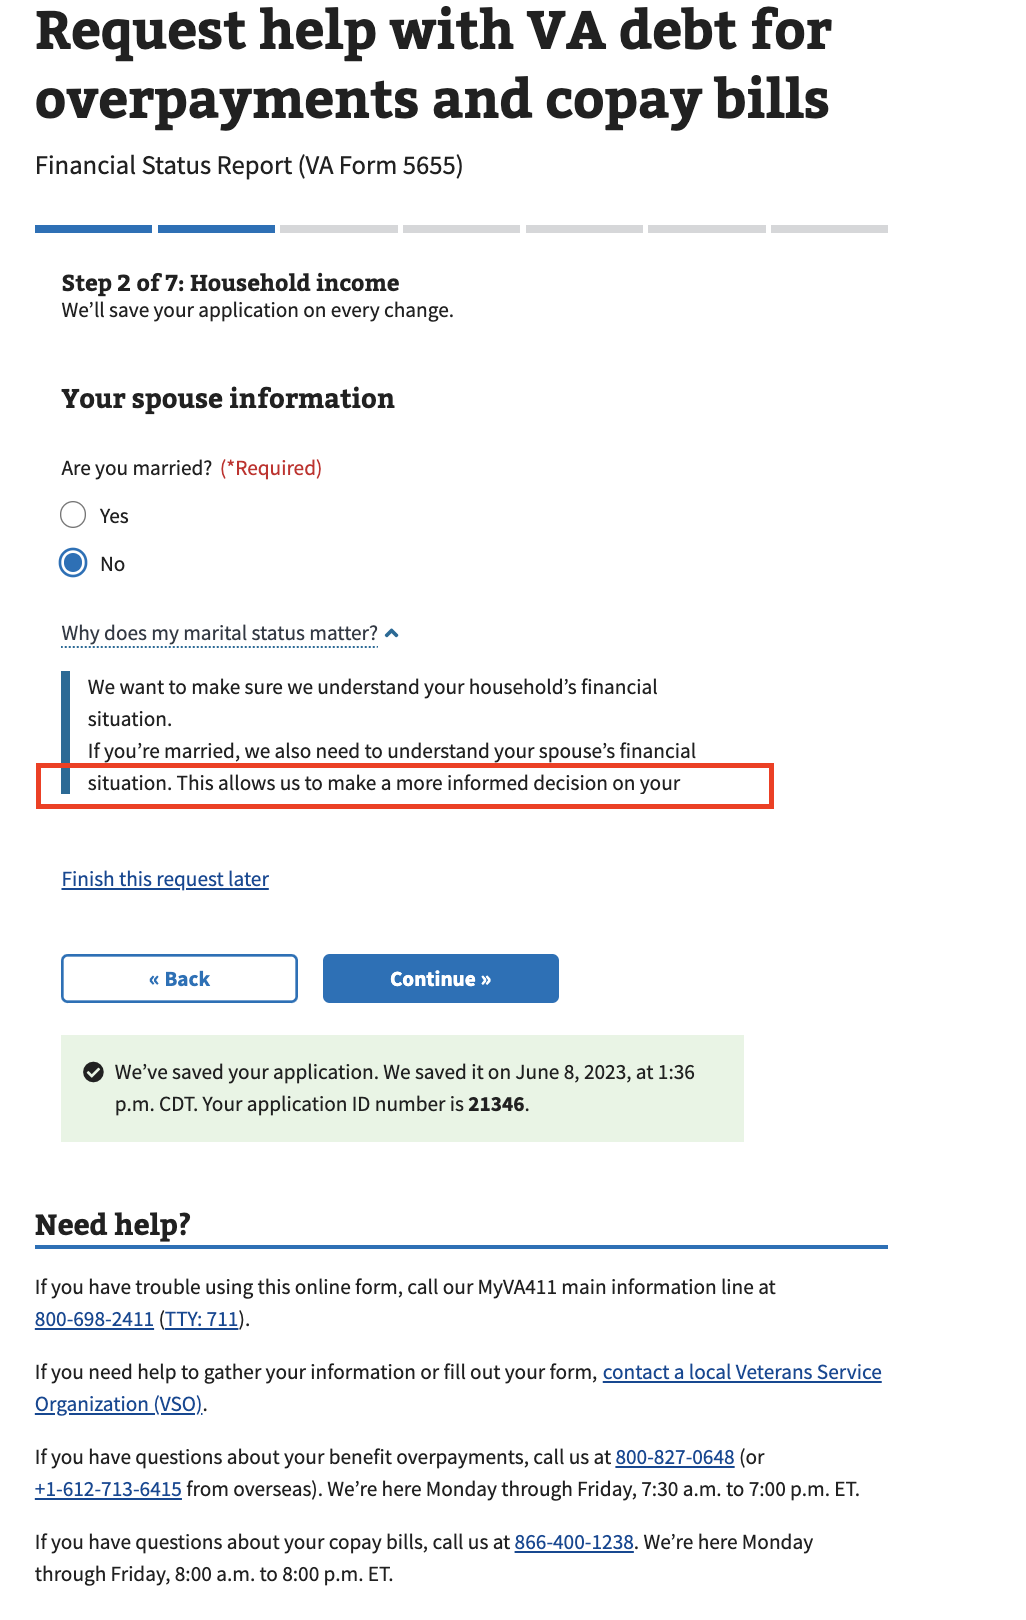 Request help with VA debt for
overpayments and copay bills
Financial Status Report (VA Form 5655)
Step 2 of 7: Household income
We’ll save your application on every change.
Your spouse information
Are you married? (*Required)
Yes
No
Why does my marital status matter?
We want to make sure we understand your household’s financial
situation.
If you’re married, we also need to understand your spouse’s financial
situation. This allows us to make a more informed decision on your
Finish this request later
« Back
Continue »
We’ve saved your application. We saved it on June 8, 2023, at 1:36
p.m. CDT. Your application ID number is 21346.
Need help?
If you have trouble using this online form, call our MyVA411 main information line at
800-698-2411 (TTY: 711).
If you need help to gather your information or fill out your form, contact a local Veterans Service
Organization (VSO).
If you have questions about your benefit overpayments, call us at 800-827-0648 (or
+1-612-713-6415 from overseas). We’re here Monday through Friday, 7:30 a.m. to 7:00 p.m. ET.
If you have questions about your copay bills, call us at 866-400-1238. We’re here Monday
through Friday, 8:00 a.m. to 8:00 p.m. ET.